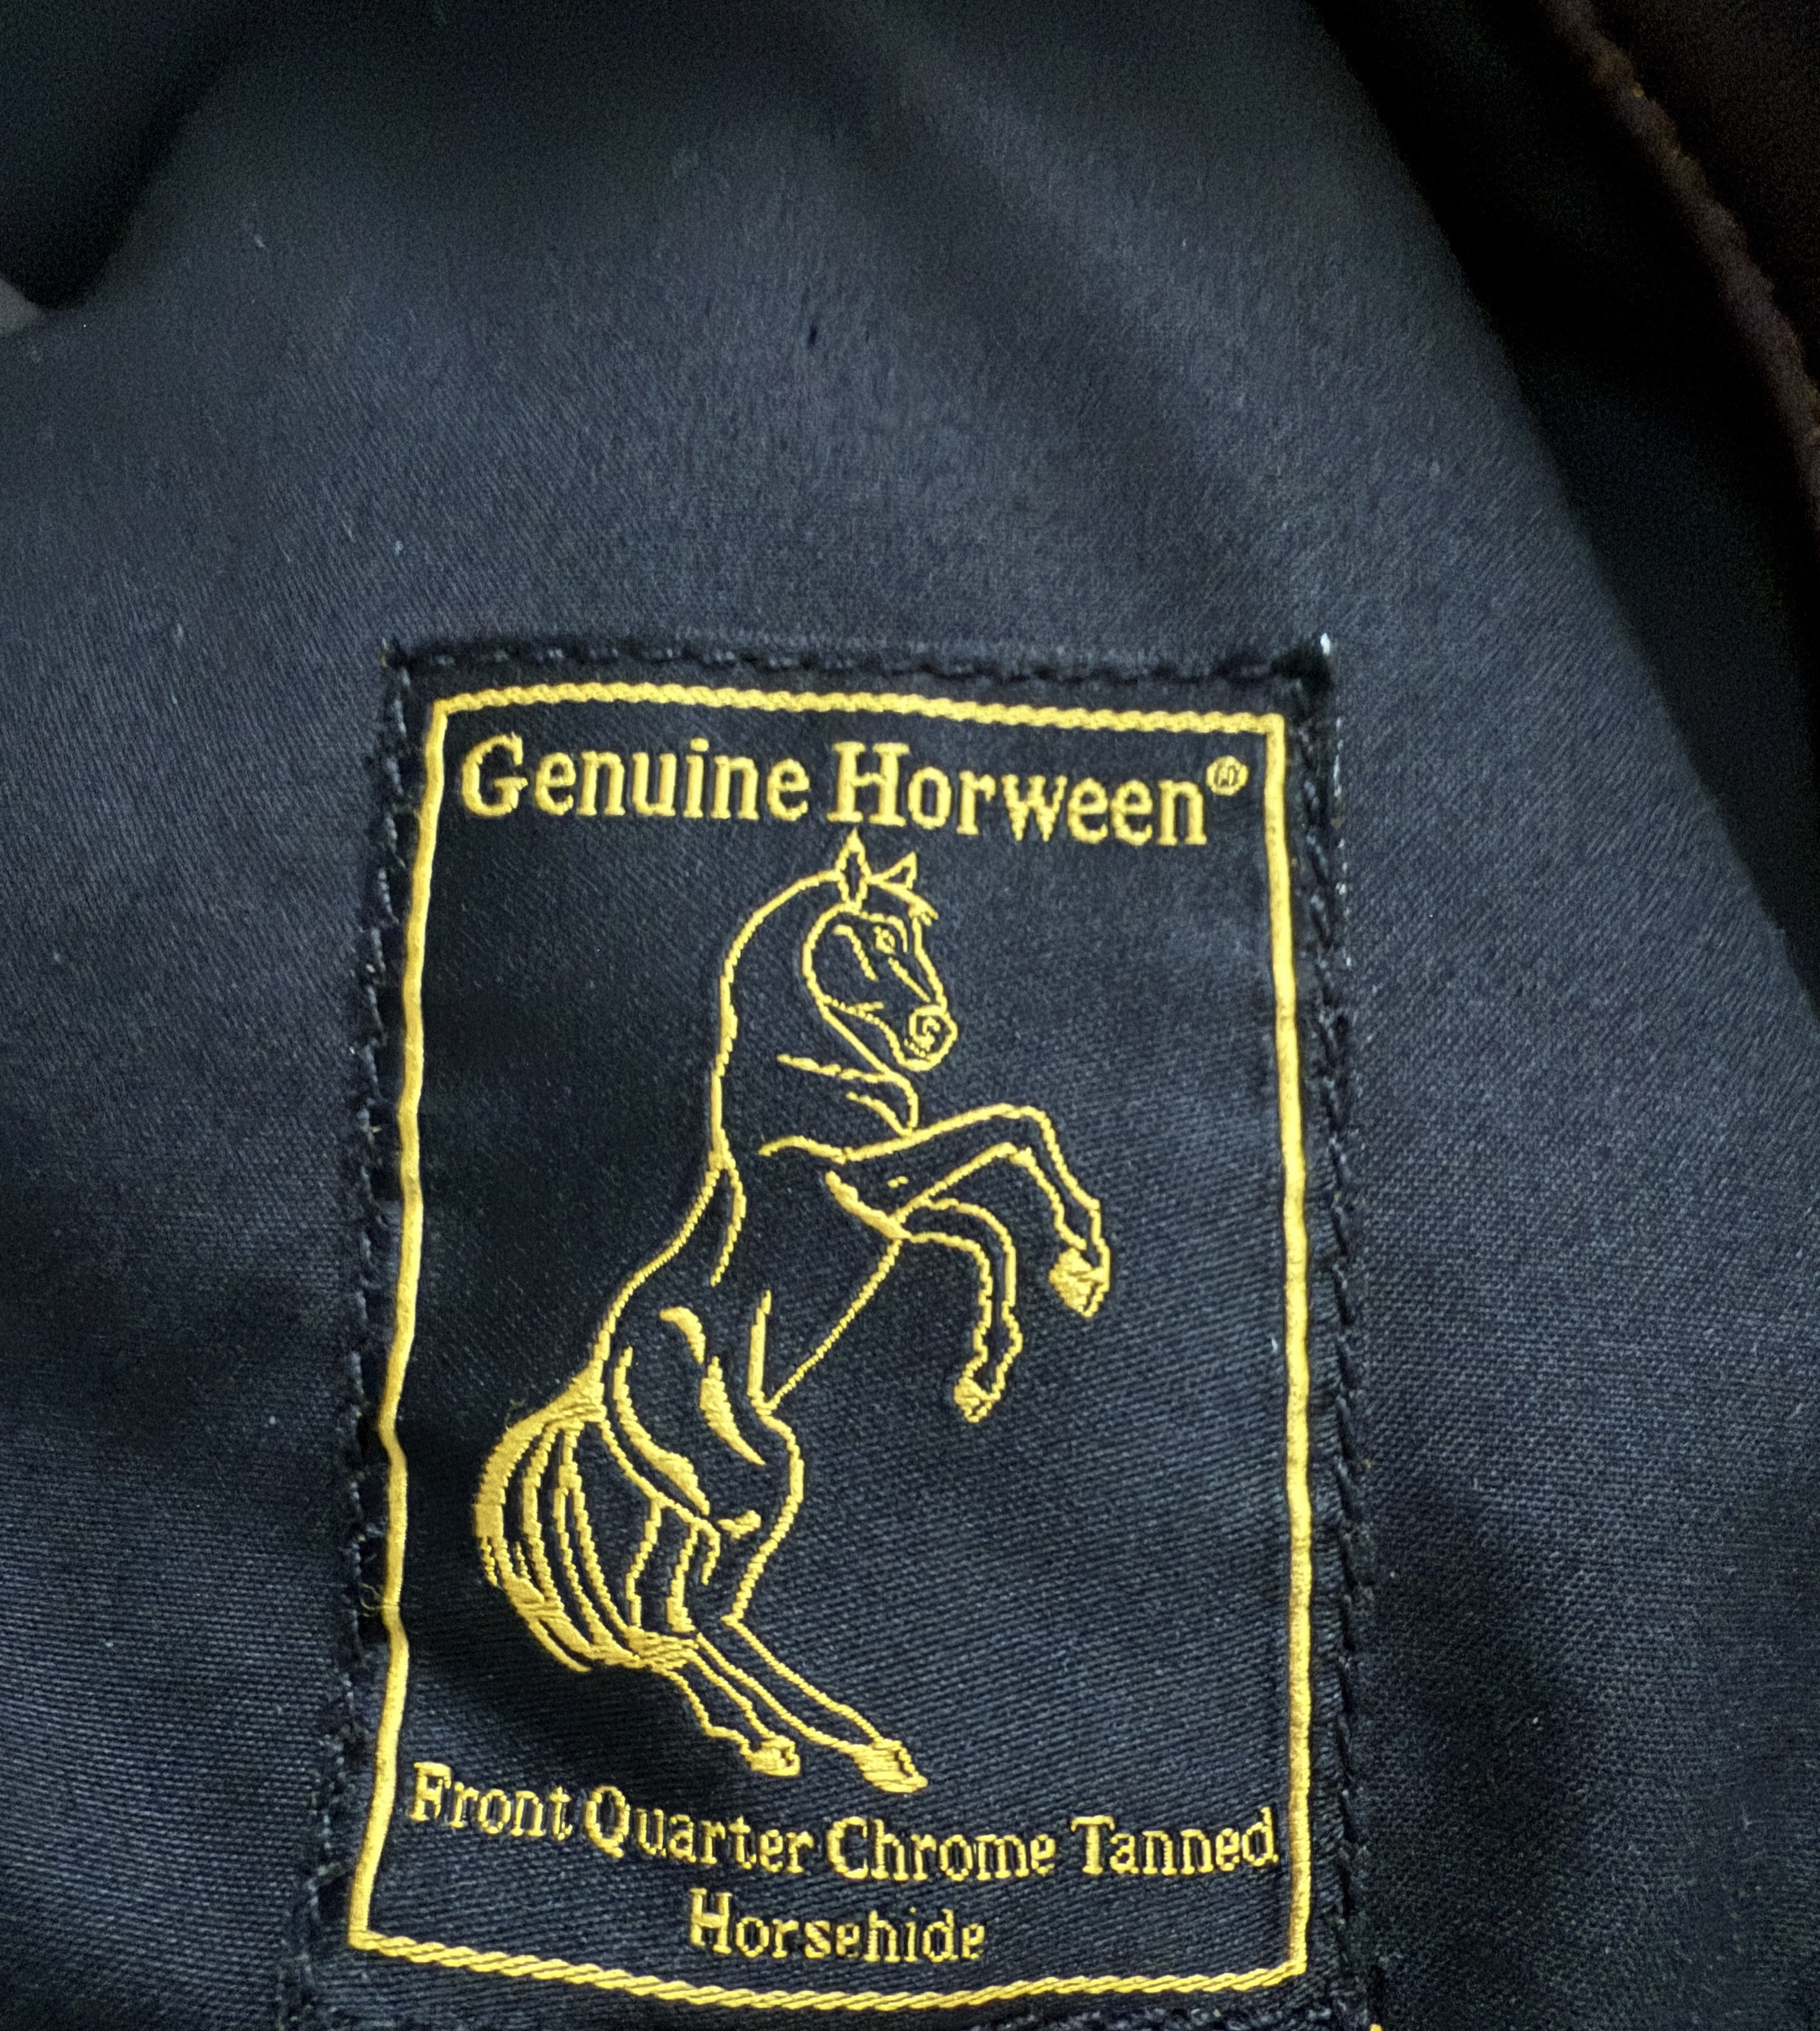 Genuine Horween®
Front Quarter Chrome Tanned
Horsehide